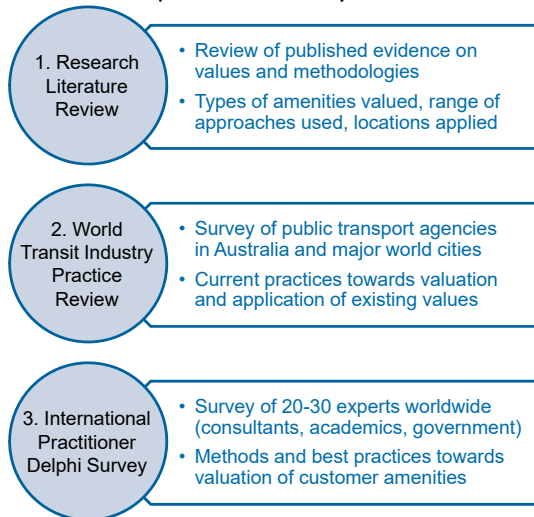 1. Research
Literature
Review
• Review of published evidence on
values and methodologies
• Types of amenities valued, range of
approaches used, locations applied
2. World
Transit Industry
Practice
Review
• Survey of public transport agencies
in Australia and major world cities
• Current practices towards valuation
and application of existing values
3. International
Practitioner
Delphi Survey
• Survey of 20-30 experts worldwide
(consultants, academics, government)
• Methods and best practices towards
valuation of customer amenities